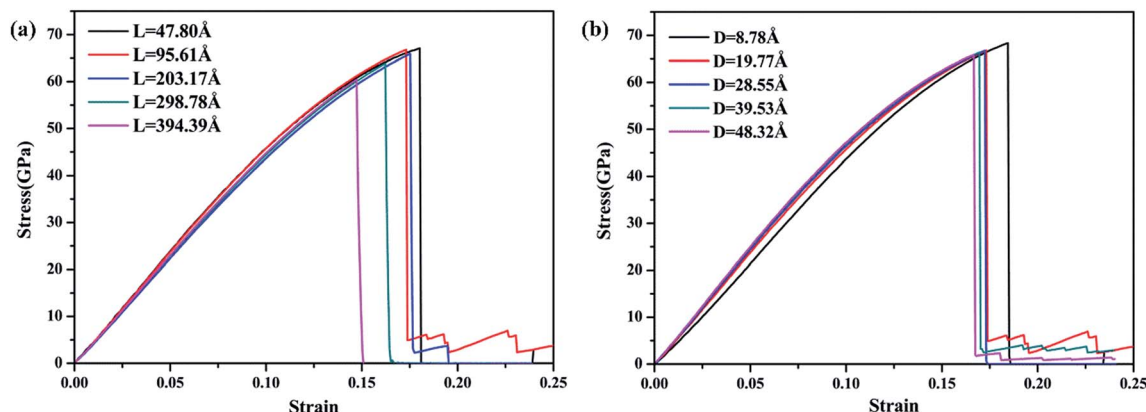 (a)
L=47.80Å
L=95.61Å
L=203.17Å
L=298.78Å
L=394.39Å
70
60
50
40
30
20
10
0
Stress(GPa)
0.00 0.05 0.10 0.15 0.20 0.25
Strain
(b)
D=8.78Å
D=19.77Å
D=28.55Å
D=39.53Å
D=48.32Å
70
60
50
40
30
20
10
0
Stress(GPa)
0.00 0.05 0.10 0.15 0.20 0.25
Strain